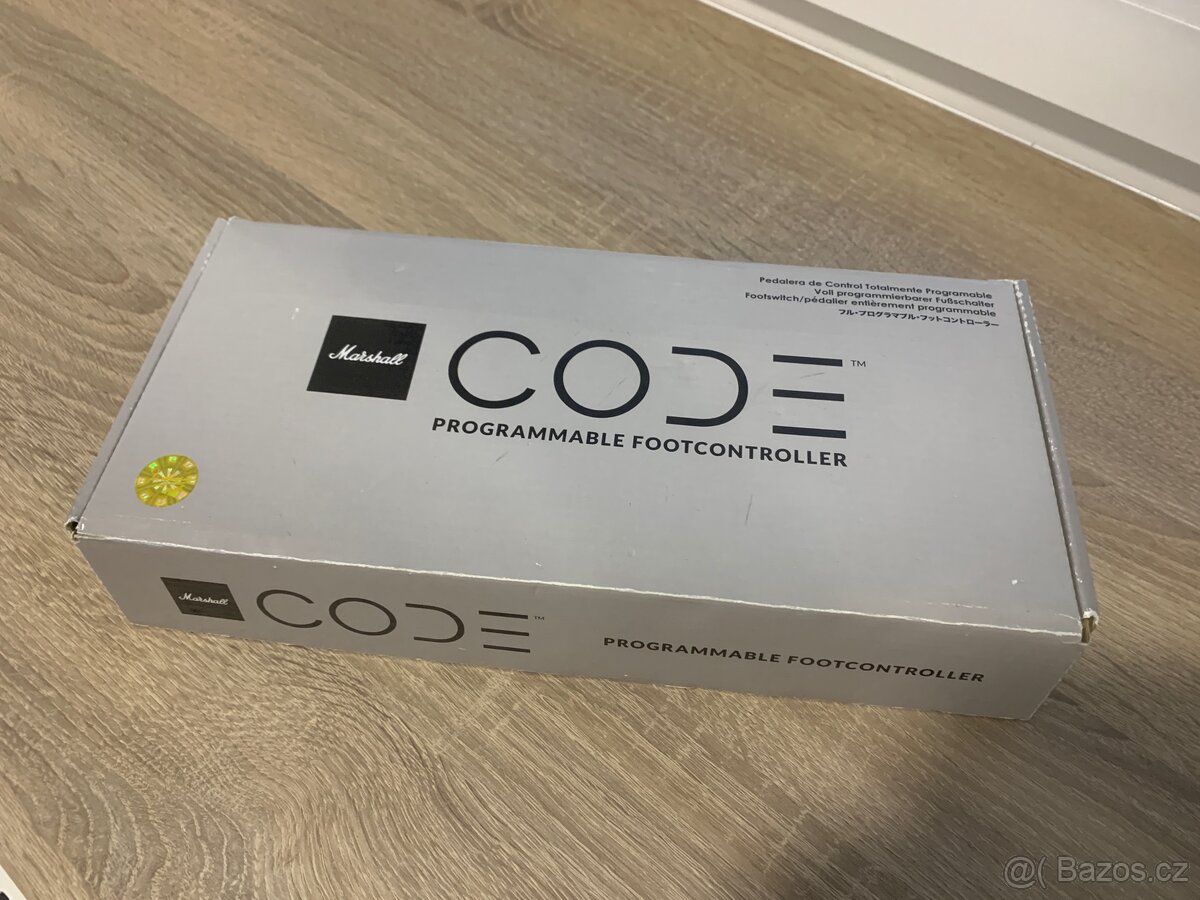 Pedalera de Control Totalmente Programable
Voll programmierbarer Fußschalter
Footswitch/pédalier entièrement programmable
フル・プログラマブル・フットコントローラー
Marshall
CODE™
PROGRAMMABLE FOOTCONTROLLER
Marshall
CODE™
PROGRAMMABLE FOOTCONTROLLER
@( Bazos.cz